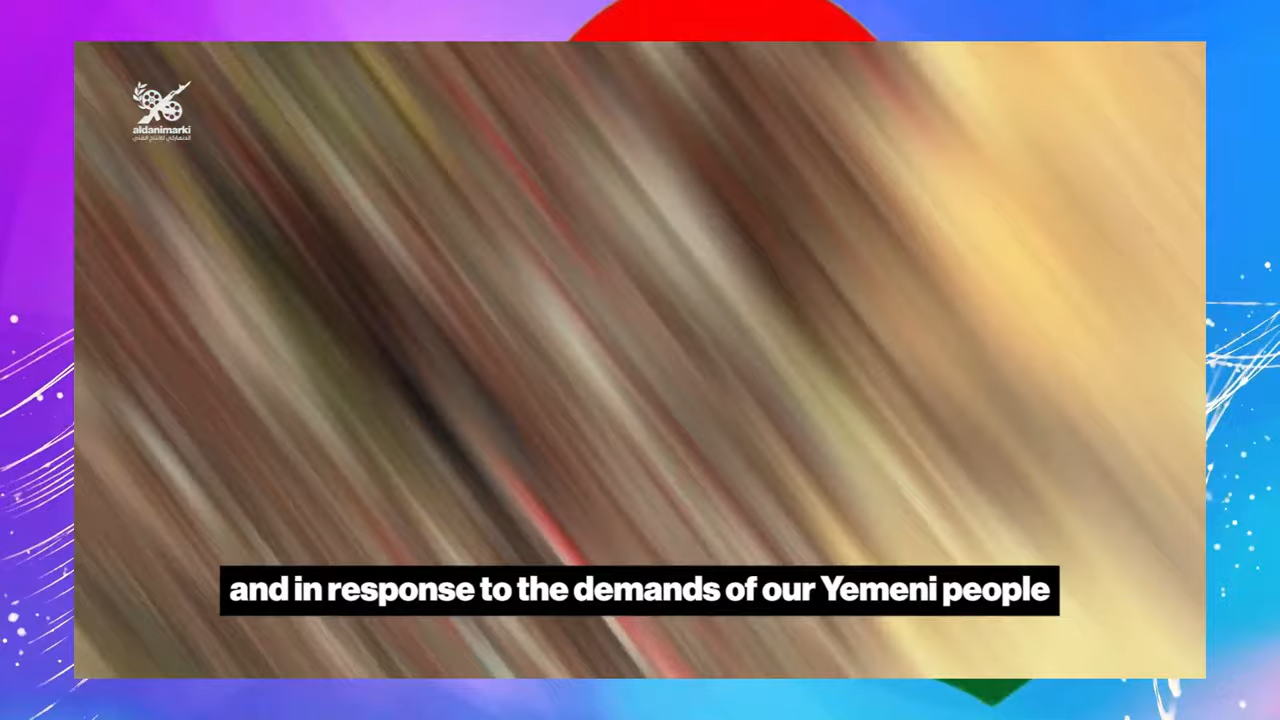 aldanimarki
and in response to the demands of our Yemeni people